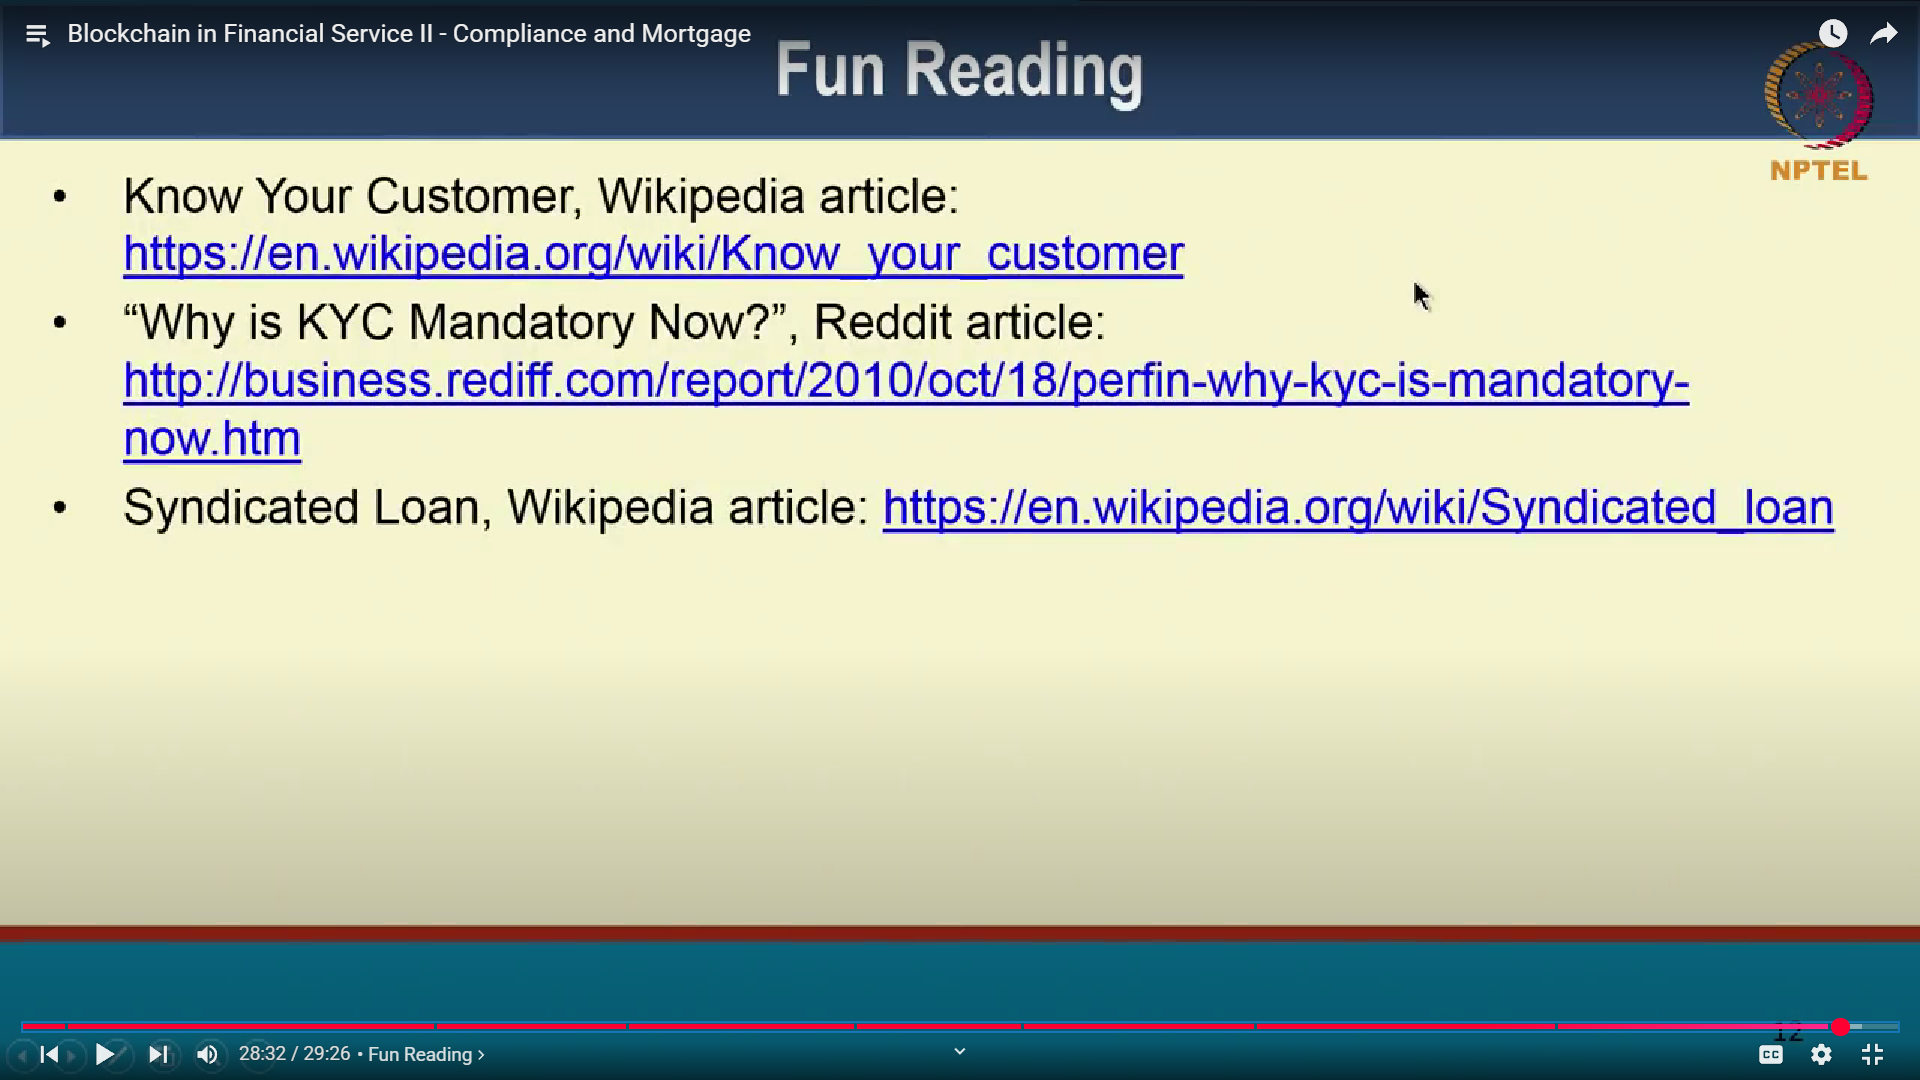 Blockchain in Financial Service II - Compliance and Mortgage
Fun Reading
NPTEL
• Know Your Customer, Wikipedia article:
https://en.wikipedia.org/wiki/Know_your_customer
• “Why is KYC Mandatory Now?”, Reddit article:
http://business.rediff.com/report/2010/oct/18/perfin-why-kyc-is-mandatory-
now.htm
• Syndicated Loan, Wikipedia article: https://en.wikipedia.org/wiki/Syndicated_loan
12
28:32 / 29:26 • Fun Reading ›
CC